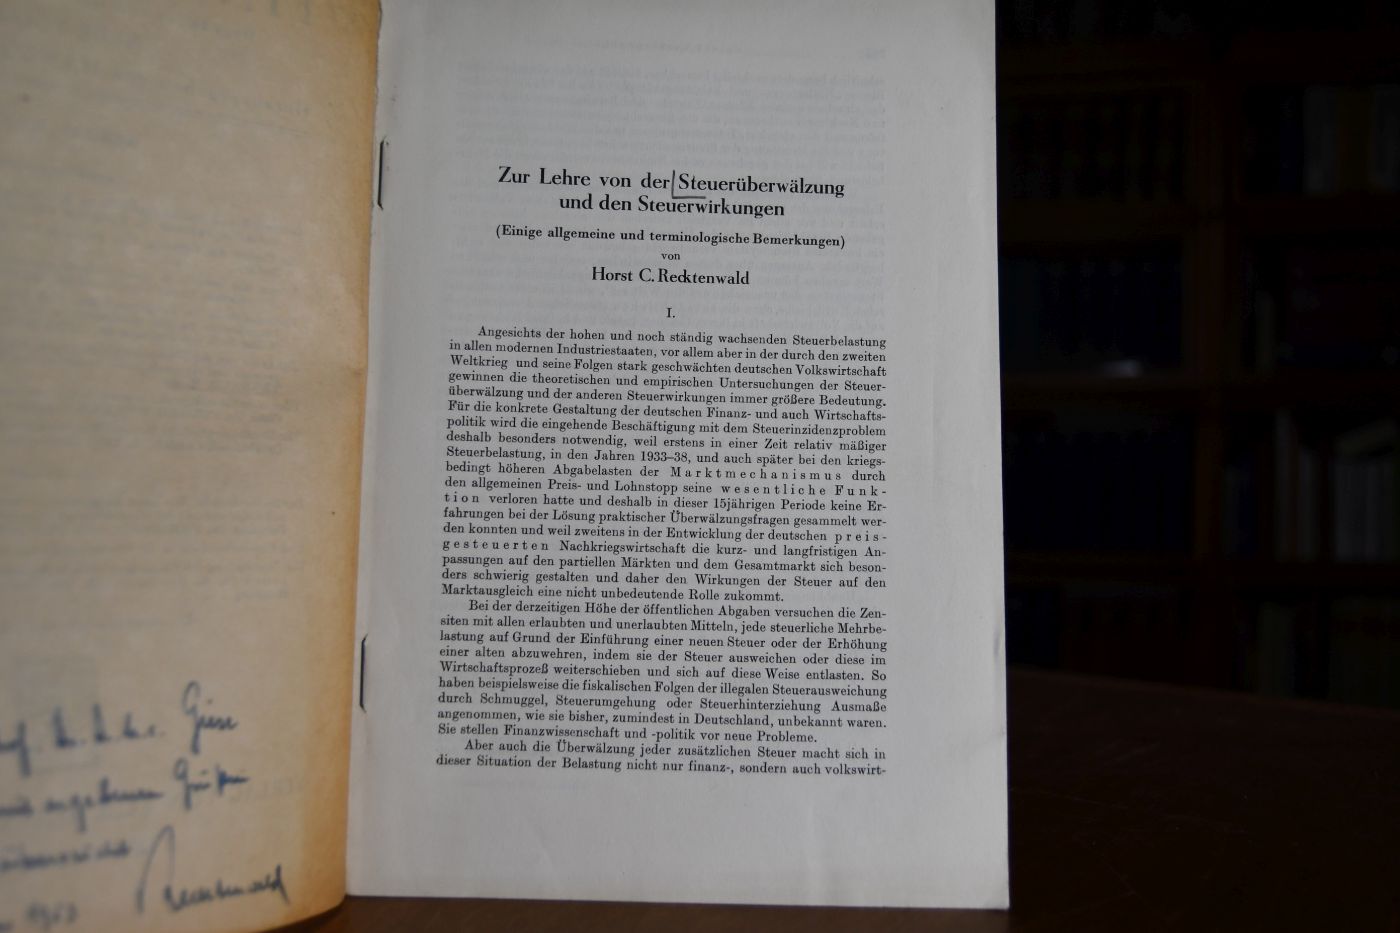 Zur Lehre von der Steuerüberwälzung
und den Steuerwirkungen
(Einige allgemeine und terminologische Bemerkungen)
von
Horst C. Recktenwald
I.
Angesichts der hohen und noch ständig wachsenden Steuerbelastung
in allen modernen Industriestaaten, vor allem aber in der durch den zweiten
Weltkrieg und seine Folgen stark geschwächten deutschen Volkswirtschaft
gewinnen die theoretischen und empirischen Untersuchungen der Steuer-
überwälzung und der anderen Steuerwirkungen immer größere Bedeutung.
Für die konkrete Gestaltung der deutschen Finanz- und auch Wirtschafts-
politik wird die eingehende Beschäftigung mit dem Steuerinzidenzproblem
deshalb besonders notwendig, weil erstens in einer Zeit relativ mäßiger
Steuerbelastung, in den Jahren 1933–38, und auch später bei den kriegs-
bedingt höheren Abgabelasten der Marktmechanismus durch
den allgemeinen Preis- und Lohnstopp seine wesentliche Funk-
tion verloren hatte und deshalb in dieser 15jährigen Periode keine Er-
fahrungen bei der Lösung praktischer Überwälzungsfragen gesammelt wer-
den konnten und weil zweitens in der Entwicklung der deutschen preis-
gesteuerten Nachkriegswirtschaft die kurz- und langfristigen An-
passungen auf den partiellen Märkten und dem Gesamtmarkt sich beson-
ders schwierig gestalten und daher den Wirkungen der Steuer auf den
Marktausgleich eine nicht unbedeutende Rolle zukommt.
Bei der derzeitigen Höhe der öffentlichen Abgaben versuchen die Zen-
siten mit allen erlaubten und unerlaubten Mitteln, jede steuerliche Mehrbe-
lastung auf Grund der Einführung einer neuen Steuer oder der Erhöhung
einer alten abzuwehren, indem sie der Steuer ausweichen oder diese im
Wirtschaftsprozeß weiterschieben und sich auf diese Weise entlasten. So
haben beispielsweise die fiskalischen Folgen der illegalen Steuerausweichung
durch Schmuggel, Steuerumgehung oder Steuerhinterziehung Ausmaße
angenommen, wie sie bisher, zumindest in Deutschland, unbekannt waren.
Sie stellen Finanzwissenschaft und -politik vor neue Probleme.
Aber auch die Überwälzung jeder zusätzlichen Steuer macht sich in
dieser Situation der Belastung nicht nur finanz-, sondern auch volkswirt-
Recktenwald